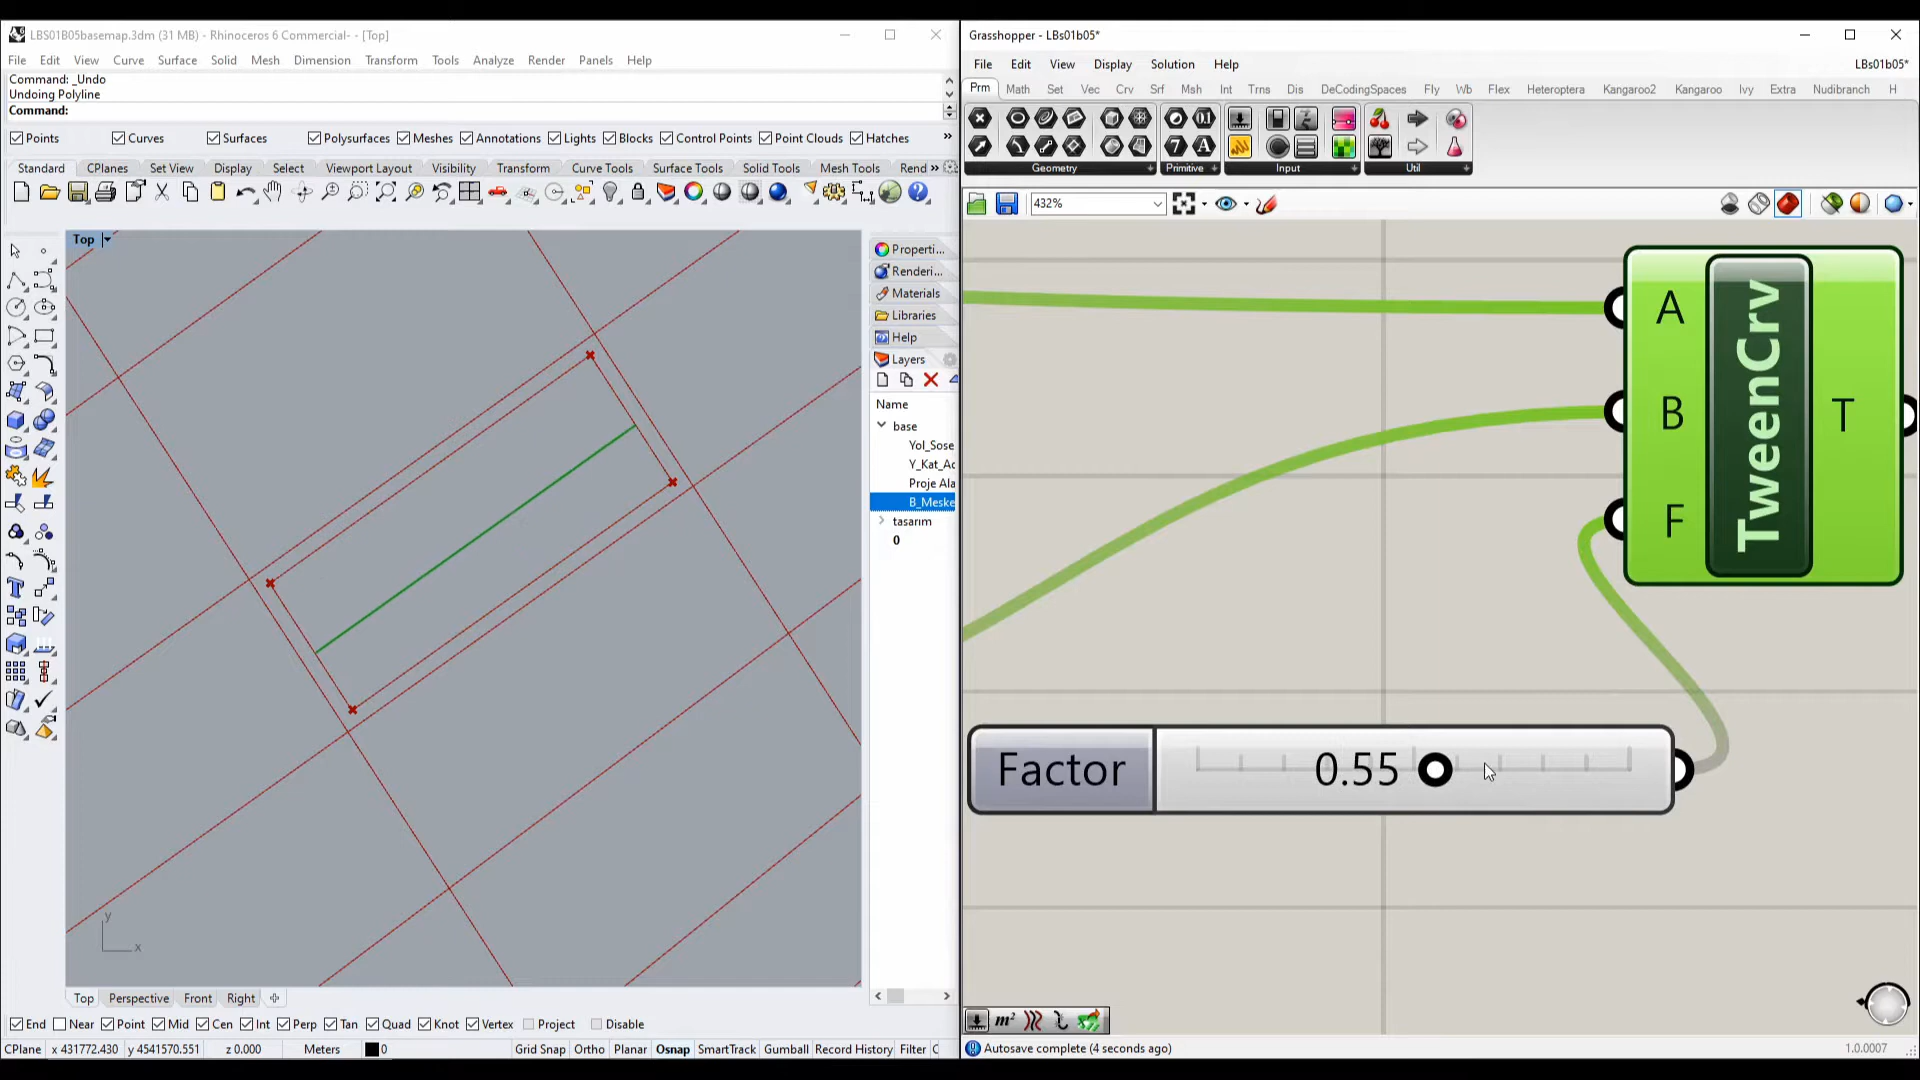 LBS01B05basemap.3dm (31 MB) - Rhinoceros 6 Commercial- - [Top]
File Edit View Curve Surface Solid Mesh Dimension Transform Tools Analyze Render Panels Help
Command: _Undo
Undoing Polyline
Command:
Points Curves Surfaces Polysurfaces Meshes Annotations Lights Blocks Control Points Point Clouds Hatches »
Standard CPlanes Set View Display Select Viewport Layout Visibility Transform Curve Tools Surface Tools Solid Tools Mesh Tools Rend »
Top
Properti...
Renderi...
Materials
Libraries
Help
Layers
Name
base
Yol_Sose
Y_Kat_Ac
Proje Ala
B_Meske
tasarım
0
y
x
Top Perspective Front Right
End Near Point Mid Cen Int Perp Tan Quad Knot Vertex Project Disable
CPlane x 431772.430 y 4541570.551 z 0.000 Meters 0 Grid Snap Ortho Planar Osnap SmartTrack Gumball Record History Filter C
Grasshopper - LBs01b05*
File Edit View Display Solution Help LBs01b05*
Prm Math Set Vec Crv Srf Msh Int Trns Dis DeCodingSpaces Fly Wb Flex Heteroptera Kangaroo2 Kangaroo Ivy Extra Nudibranch H
Geometry Primitive Input Util
432%
A
B
F
TweenCrv
T
Factor 0.55
m²
Autosave complete (4 seconds ago) 1.0.0007